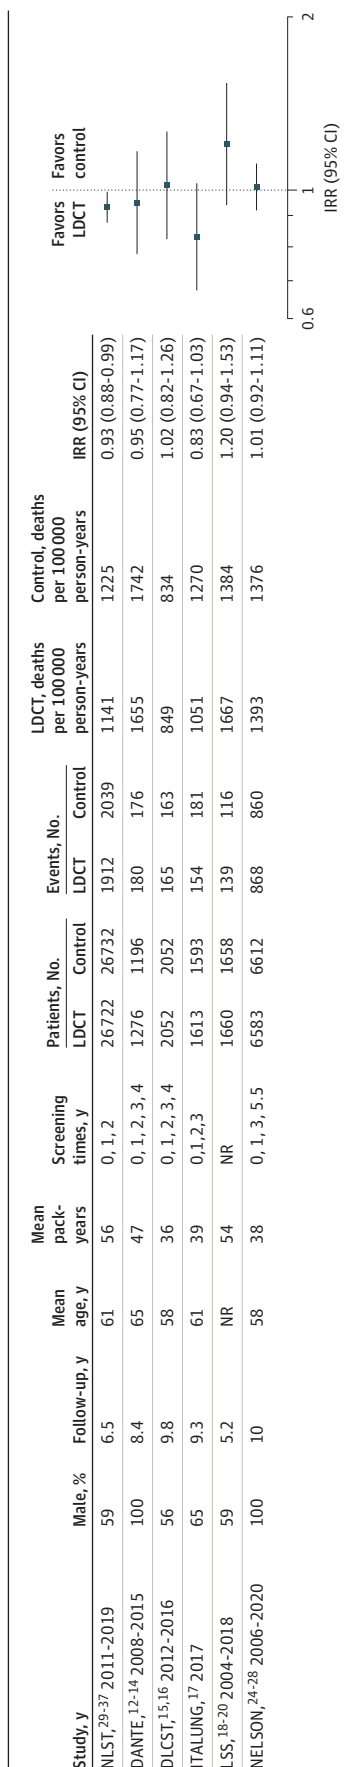 Study, y Male, % Follow-up, y Mean age, y Mean pack-years Screening times, y Patients, No. LDCT Control Events, No. LDCT Control LDCT, deaths per 100 000 person-years Control, deaths per 100 000 person-years IRR (95% CI) Favors LDCT Favors control
NLST,29-37 2011-2019 59 6.5 61 56 0, 1, 2 26722 26732 1912 2039 1141 1225 0.93 (0.88-0.99)
DANTE,12-14 2008-2015 100 8.4 65 47 0, 1, 2, 3, 4 1276 1196 180 176 1655 1742 0.95 (0.77-1.17)
DLCST,15,16 2012-2016 56 9.8 58 36 0, 1, 2, 3, 4 2052 2052 165 163 849 834 1.02 (0.82-1.26)
ITALUNG,17 2017 65 9.3 61 39 0,1,2,3 1613 1593 154 181 1051 1270 0.83 (0.67-1.03)
LSS,18-20 2004-2018 59 5.2 NR 54 NR 1660 1658 139 116 1667 1384 1.20 (0.94-1.53)
NELSON,24-28 2006-2020 100 10 58 38 0, 1, 3, 5.5 6583 6612 868 860 1393 1376 1.01 (0.92-1.11)
0.6 1 2
IRR (95% CI)